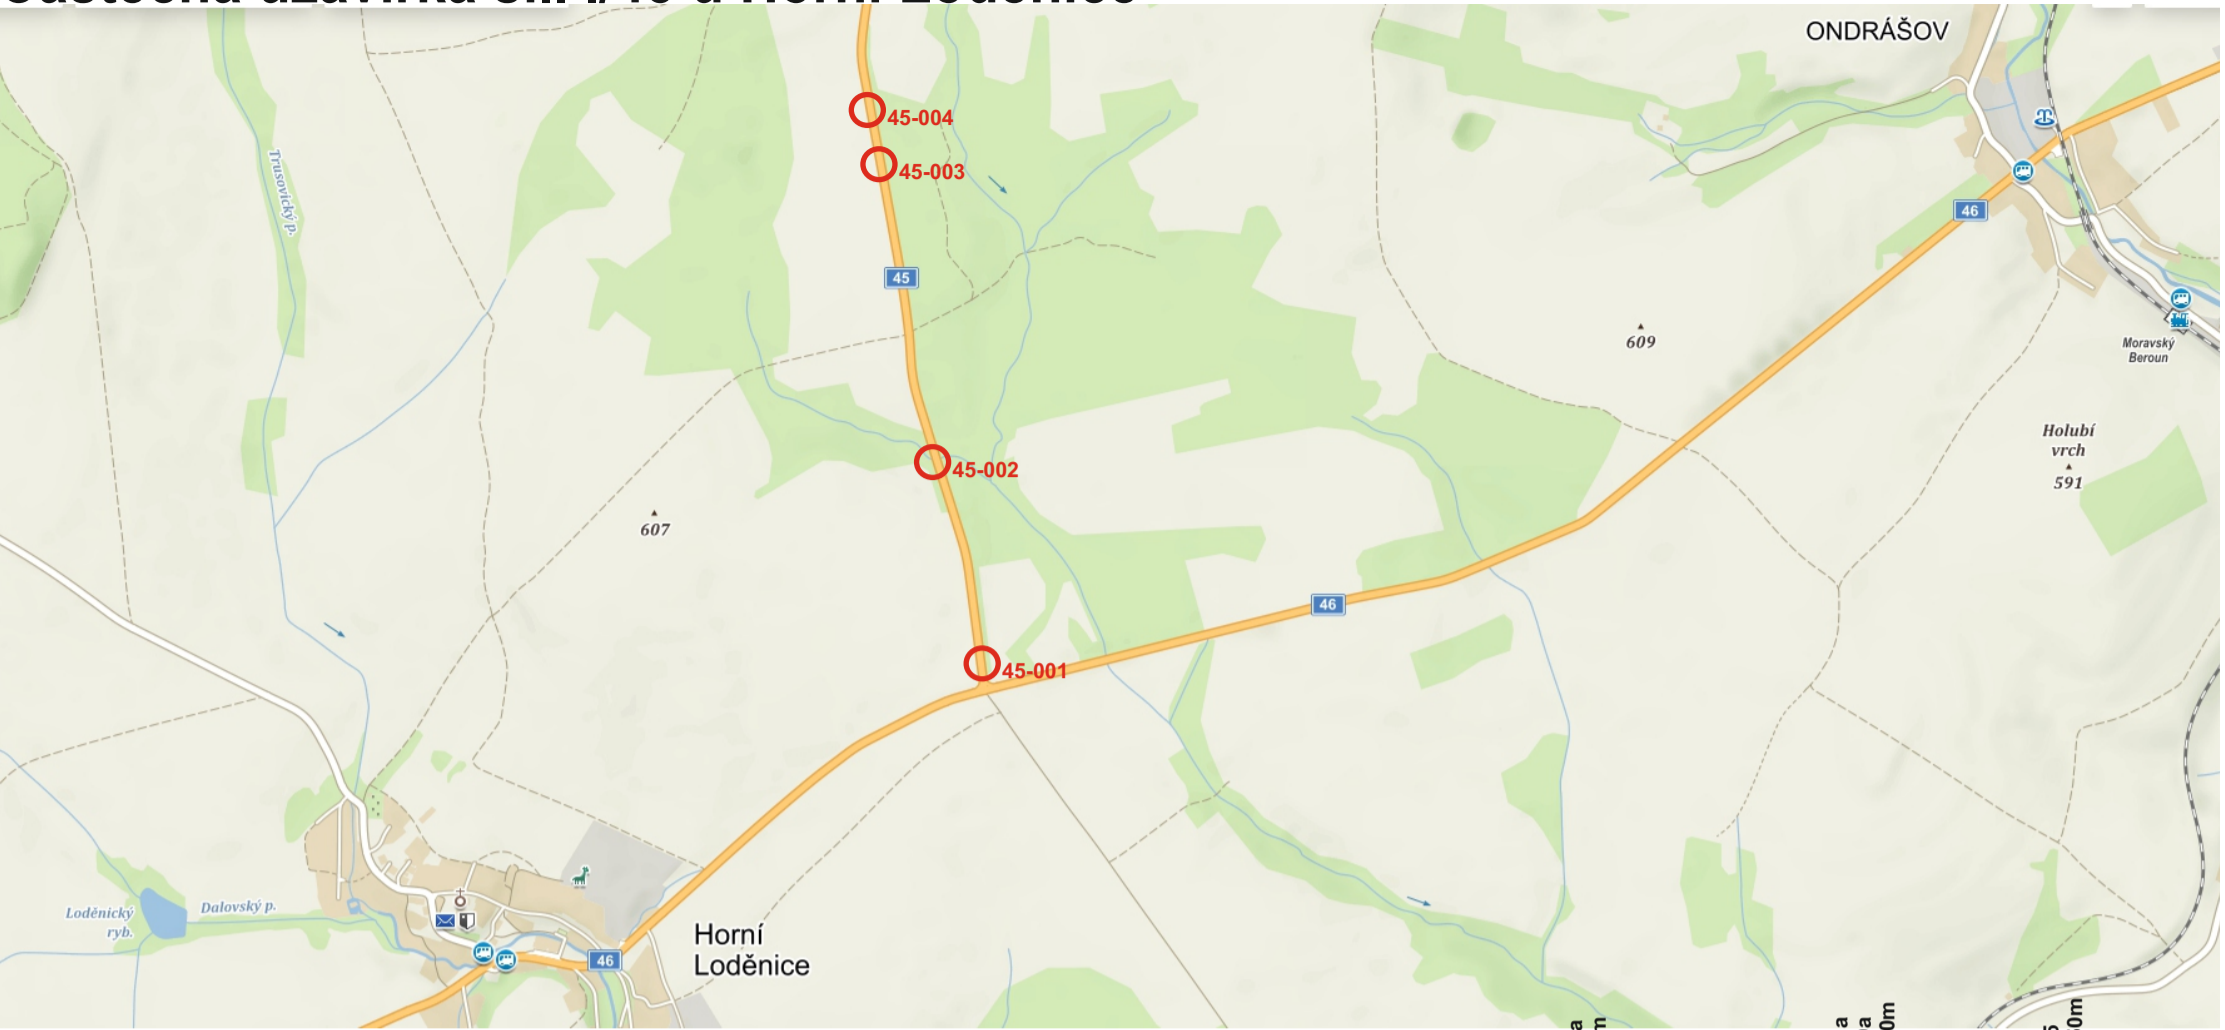 ONDRÁŠOV
45-004
45-003
Trusovický p.
46
45
609
Moravský
Beroun
Holubí
vrch
591
45-002
607
46
45-001
Loděnický
ryb.
Dalovský p.
Horní
Loděnice
46